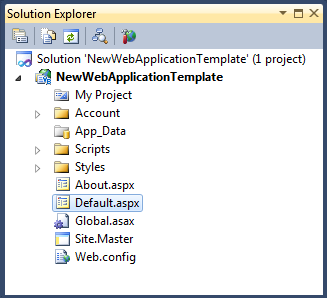 Solution Explorer
Solution 'NewWebApplicationTemplate' (1 project)
NewWebApplicationTemplate
My Project
Account
App_Data
Scripts
Styles
About.aspx
Default.aspx
Global.asax
Site.Master
Web.config